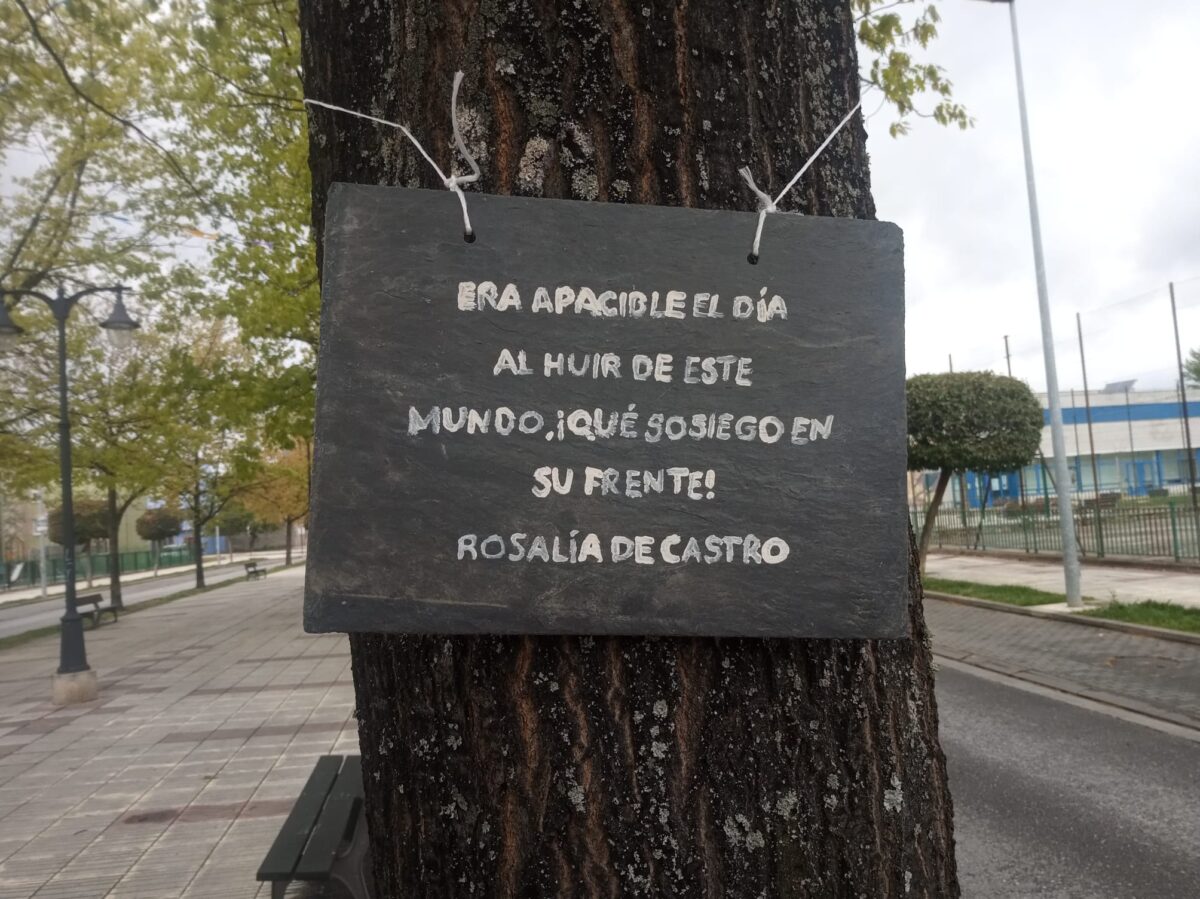 ERA APACIBLE EL DÍA
AL HUIR DE ESTE
MUNDO, ¡QUÉ SOSIEGO EN
SU FRENTE!
ROSALÍA DE CASTRO